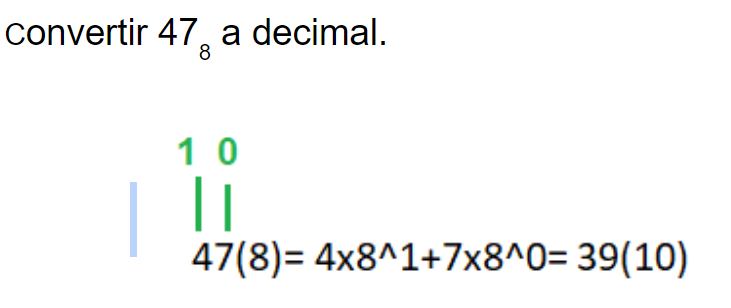 Convertir 47₈ a decimal.
1 0
47(8)= 4x8^1+7x8^0= 39(10)